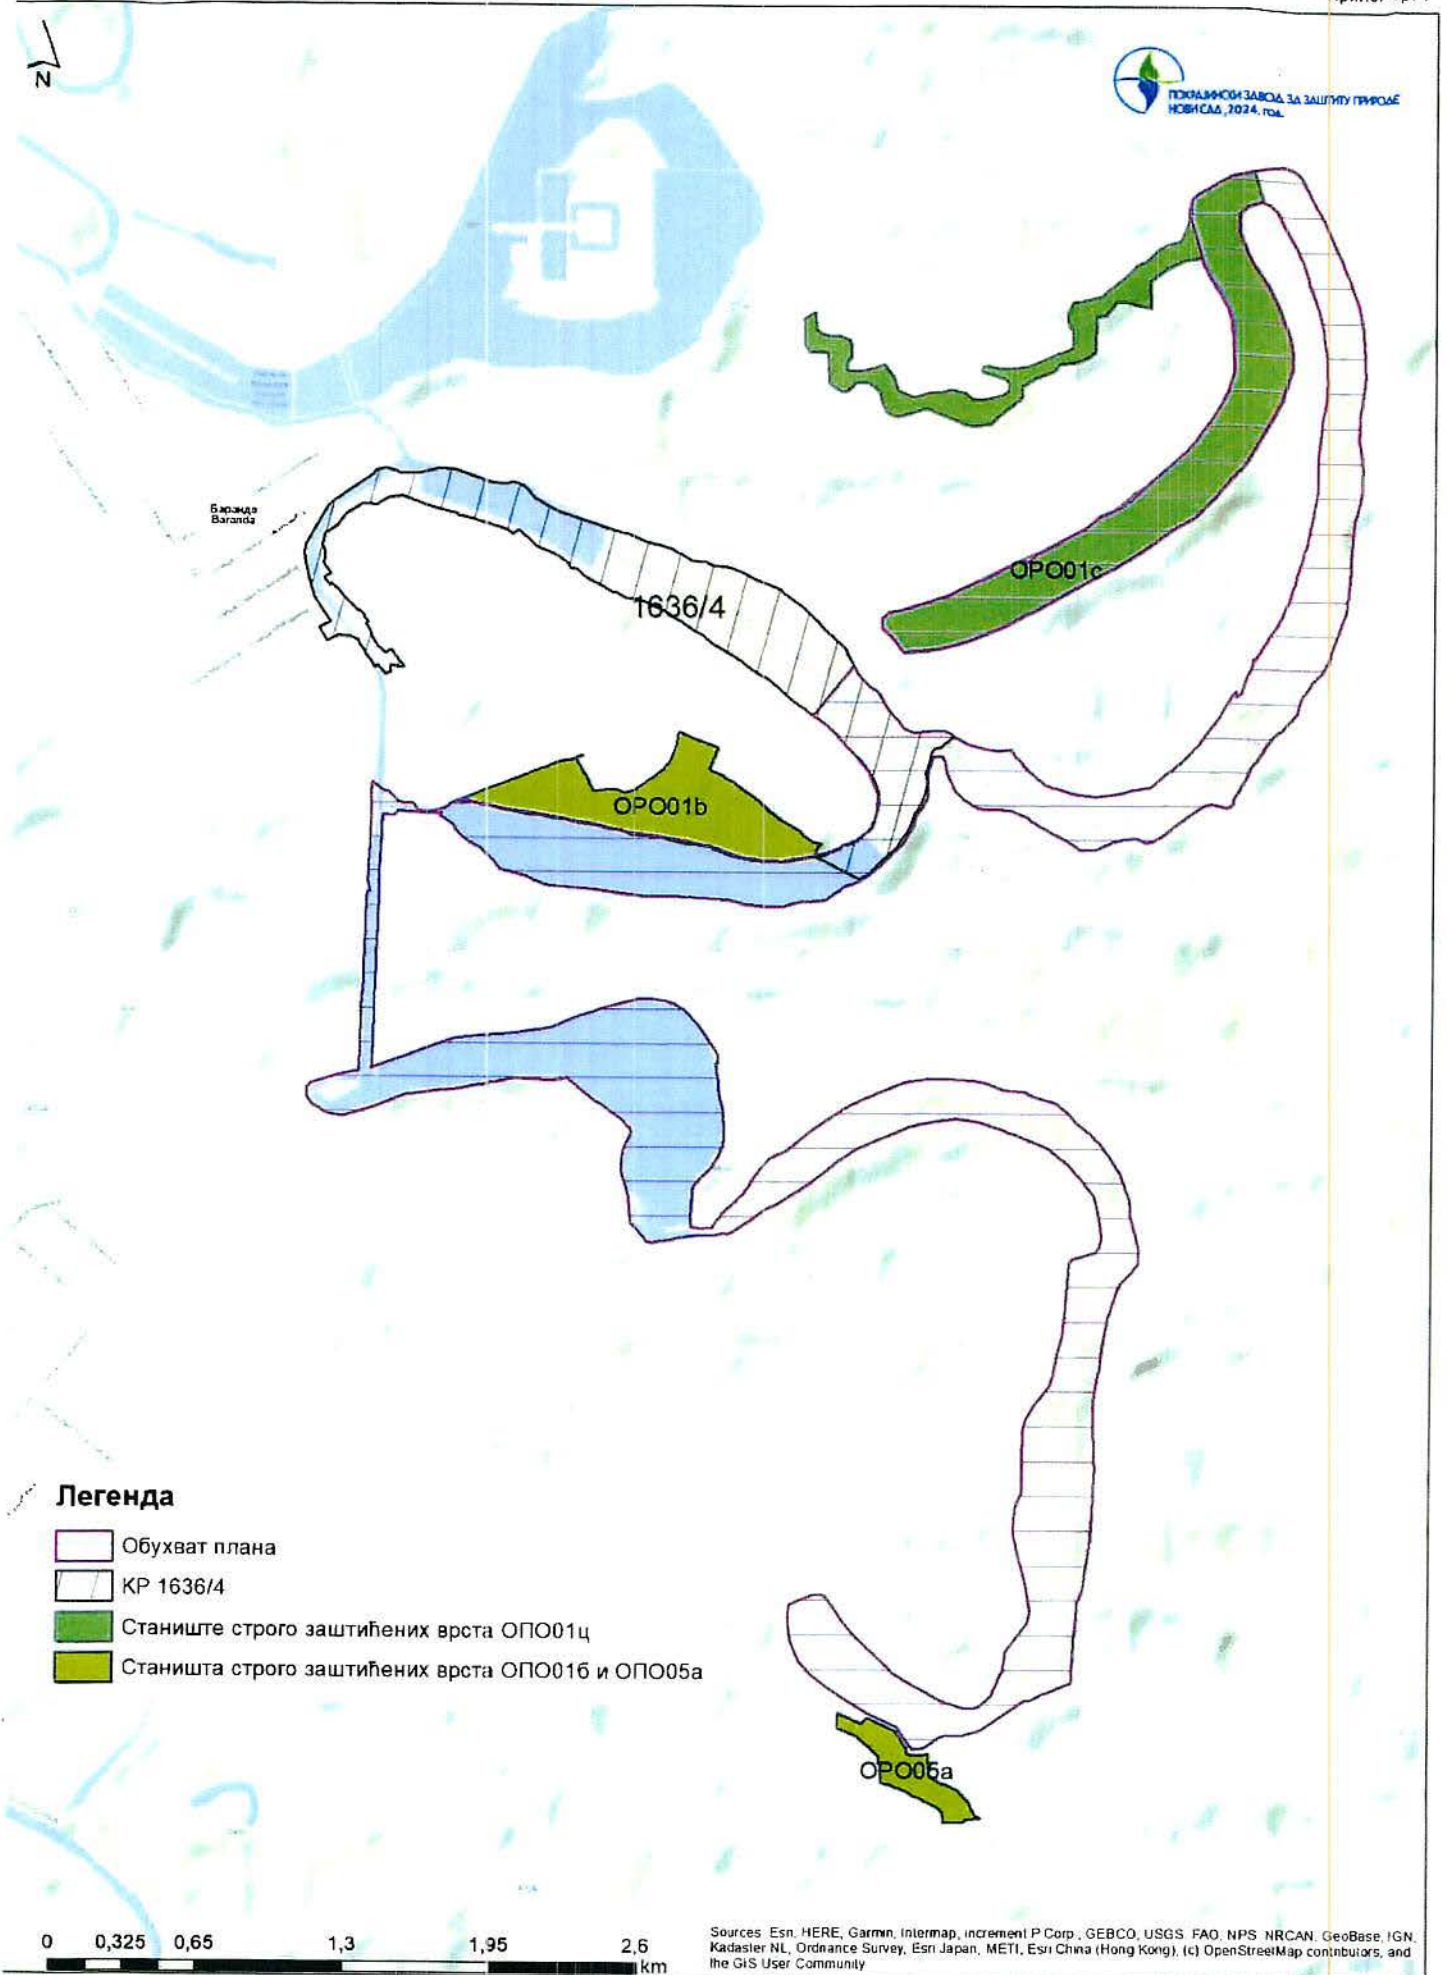 N
ПОКРАЈИНСКИ ЗАВОД ЗА ЗАШТИТУ ПРИРОДЕ
НОВИ САД, 2024. год.
OPO01c
Баранда
Baranda
1636/4
OPO01b
Легенда
Обухват плана
КР 1636/4
Станиште строго заштићених врста ОПО01ц
Станишта строго заштићених врста ОПО01б и ОПО05а
OPO05a
0 0,325 0,65 1,3 1,95 2,6
km
Sources: Esri, HERE, Garmin, Intermap, increment P Corp., GEBCO, USGS, FAO, NPS, NRCAN, GeoBase, IGN,
Kadaster NL, Ordnance Survey, Esri Japan, METI, Esri China (Hong Kong), (c) OpenStreetMap contributors, and
the GIS User Community